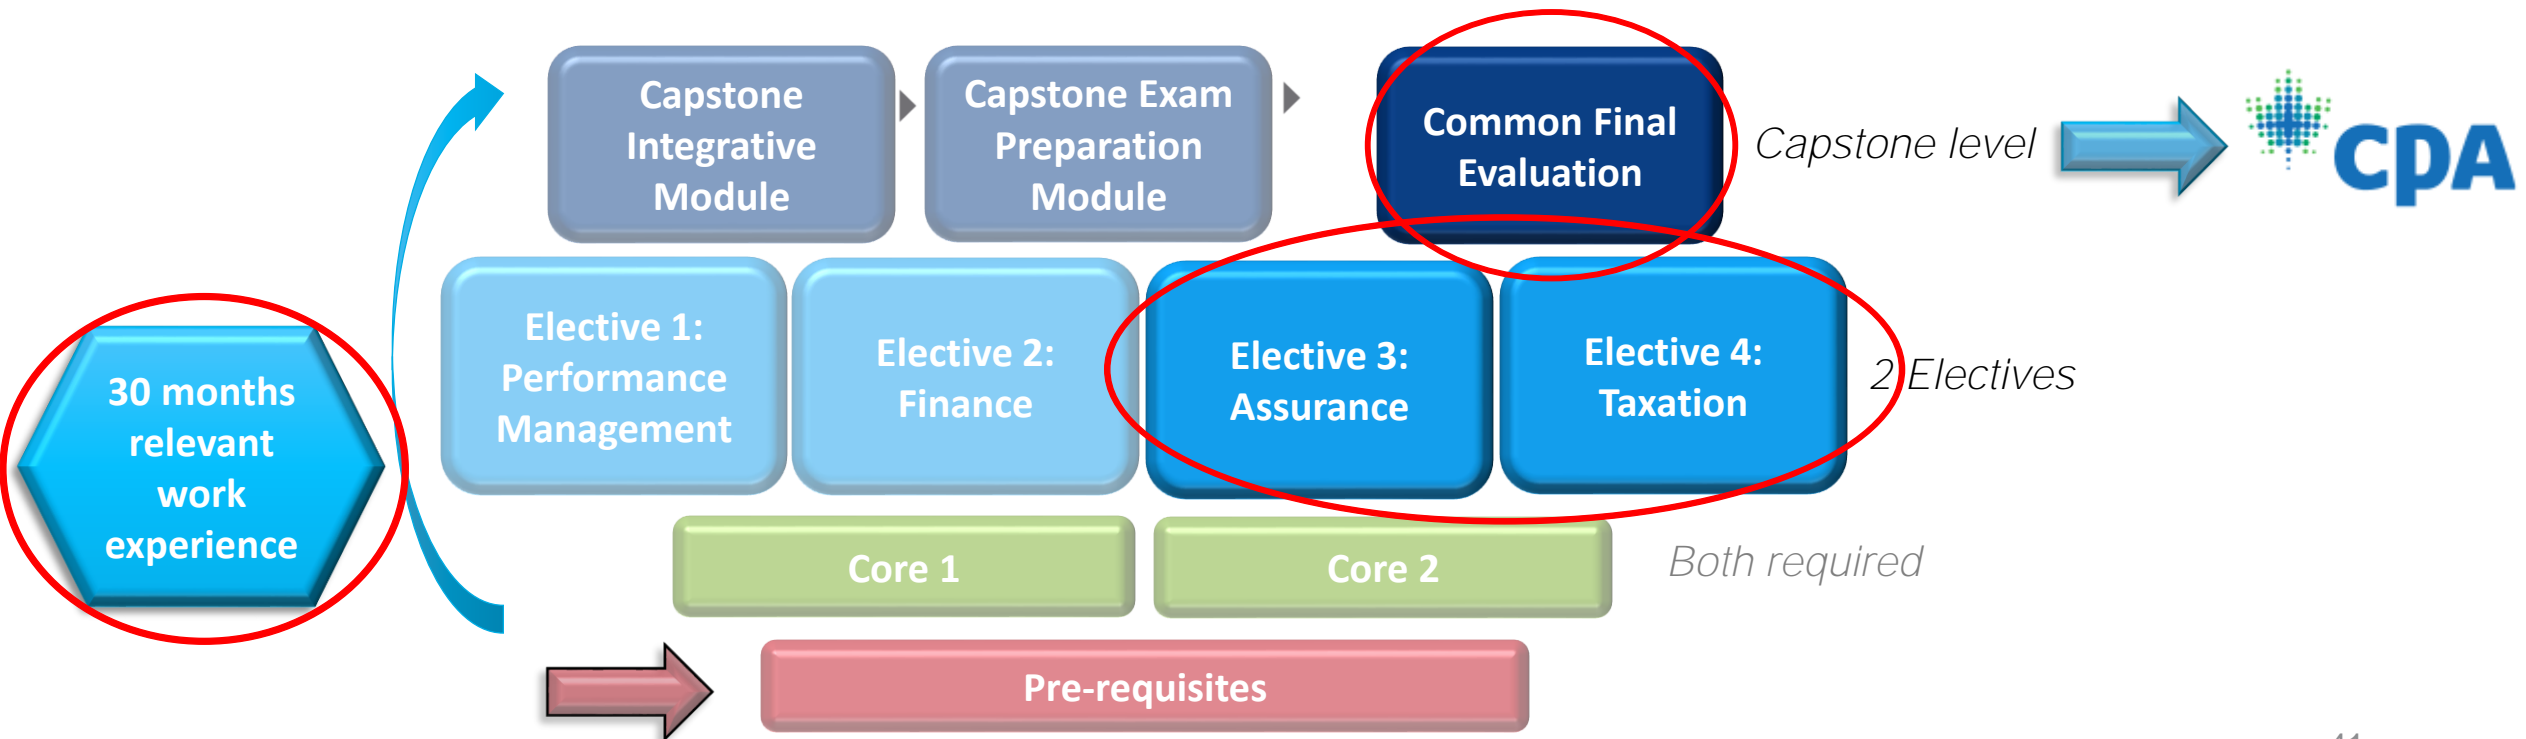 Capstone
Integrative
Module
Capstone Exam
Preparation
Module
Common Final
Evaluation
Capstone level
cpA
30 months
relevant
work
experience
Elective 1:
Performance
Management
Elective 2:
Finance
Elective 3:
Assurance
Elective 4:
Taxation
2 Electives
Core 1
Core 2
Both required
Pre-requisites